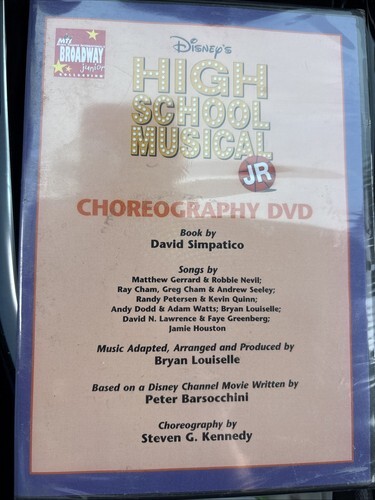 MTI
BROADWAY
junior
COLLECTION
Disney's
HIGH
SCHOOL
MUSICAL
JR
CHOREOGRAPHY DVD
Book by
David Simpatico
Songs by
Matthew Gerrard & Robbie Nevil;
Ray Cham, Greg Cham & Andrew Seeley;
Randy Petersen & Kevin Quinn;
Andy Dodd & Adam Watts; Bryan Louiselle;
David N. Lawrence & Faye Greenberg;
Jamie Houston
Music Adapted, Arranged and Produced by
Bryan Louiselle
Based on a Disney Channel Movie Written by
Peter Barsocchini
Choreography by
Steven G. Kennedy